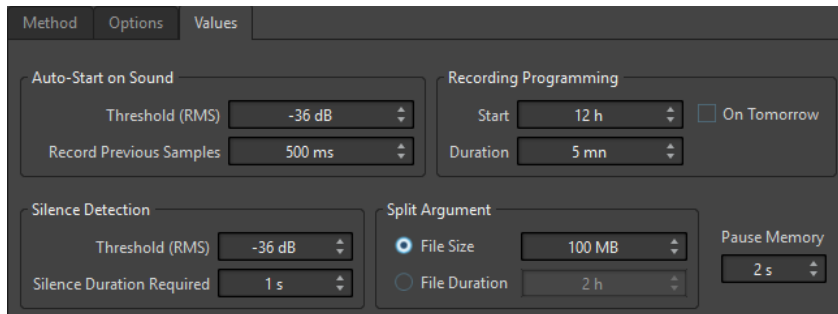 Method Options Values
Auto-Start on Sound Recording Programming
Threshold (RMS) -36 dB Start 12 h On Tomorrow
Record Previous Samples 500 ms Duration 5 mn
Silence Detection Split Argument
Threshold (RMS) -36 dB File Size 100 MB Pause Memory
Silence Duration Required 1 s File Duration 2 h 2 s